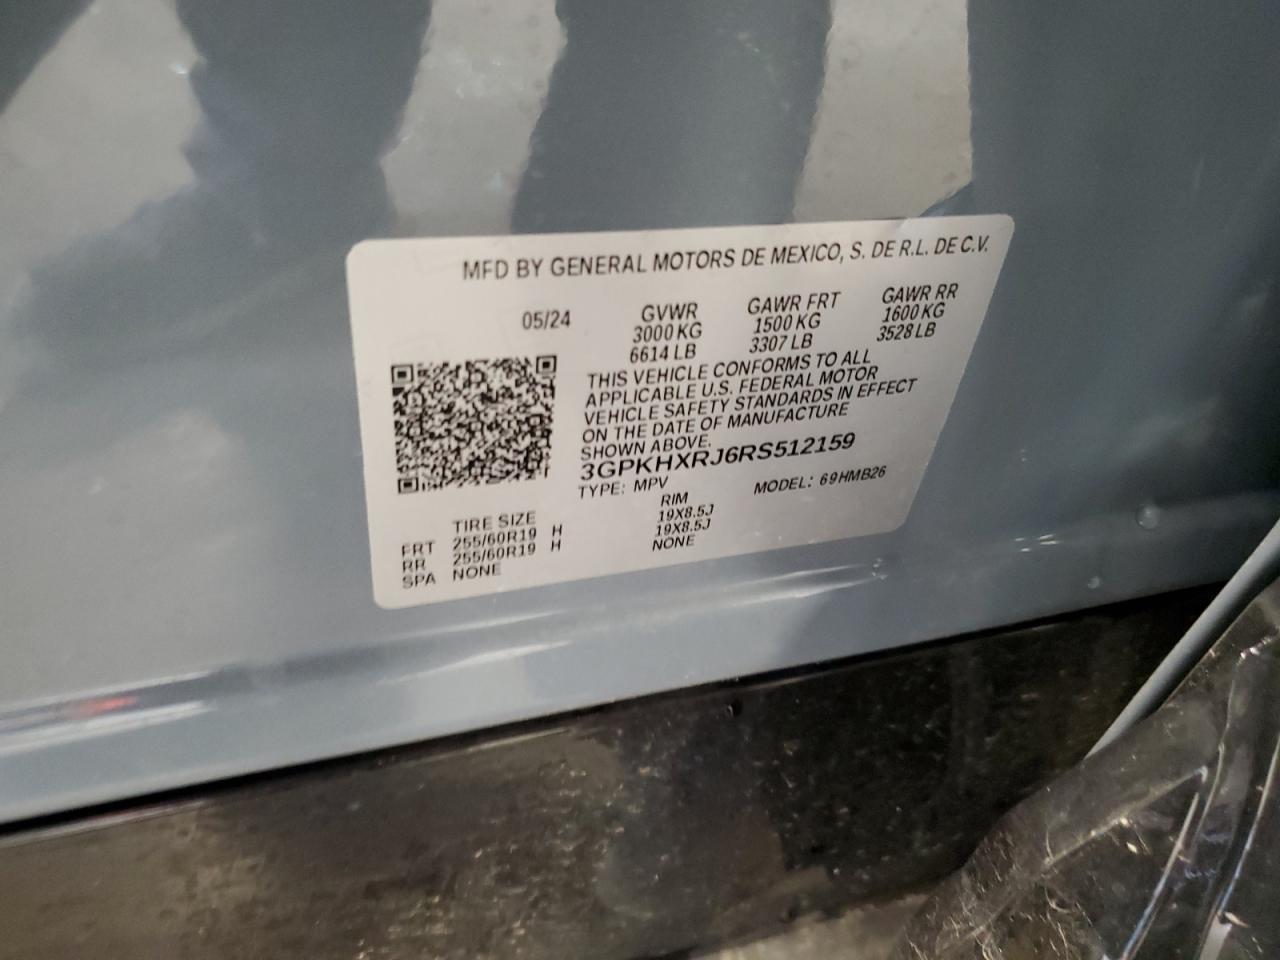 MFD BY GENERAL MOTORS DE MEXICO, S. DE R.L. DE C.V.
05/24 GVWR GAWR FRT GAWR RR
3000 KG 1500 KG 1600 KG
6614 LB 3307 LB 3528 LB
THIS VEHICLE CONFORMS TO ALL
APPLICABLE U.S. FEDERAL MOTOR
VEHICLE SAFETY STANDARDS IN EFFECT
ON THE DATE OF MANUFACTURE
SHOWN ABOVE.
3GPKHXRJ6RS512159
TYPE: MPV MODEL: 69HMB26
TIRE SIZE RIM
FRT 255/60R19 H 19X8.5J
RR 255/60R19 H 19X8.5J
SPA NONE NONE